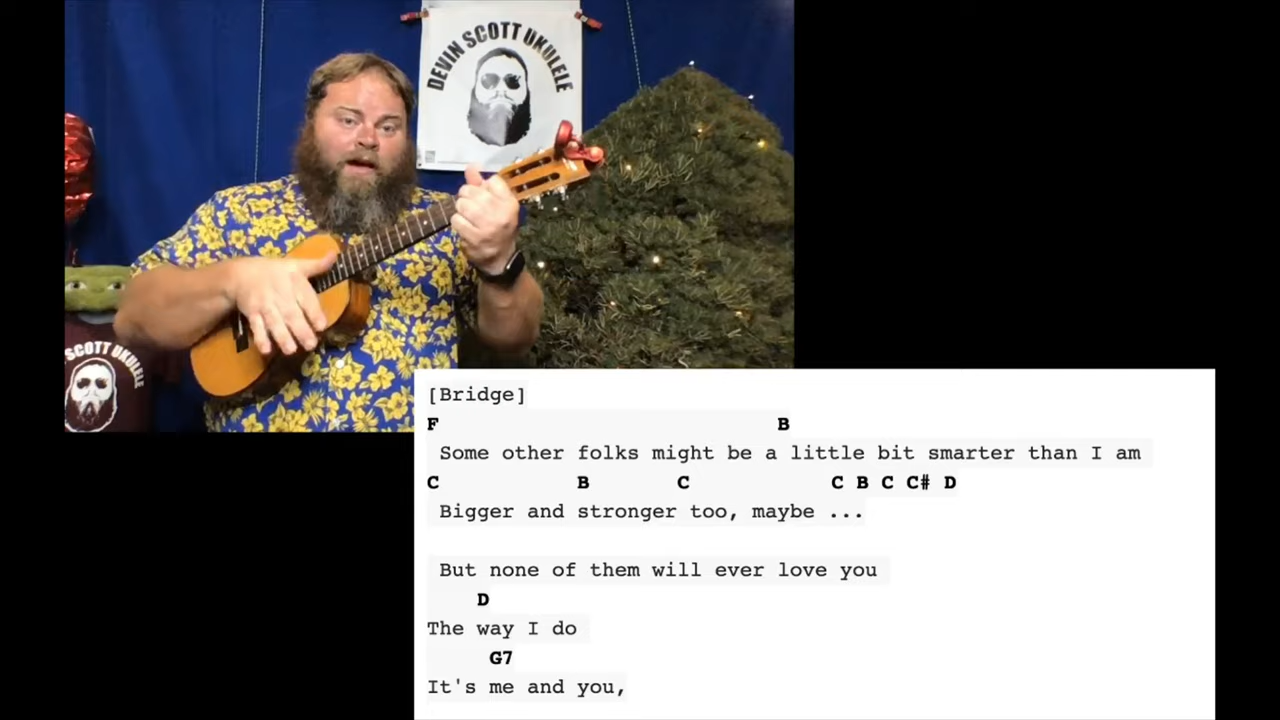 DEVIN SCOTT UKULELE
SCOTT UKULELE
[Bridge]
F B
Some other folks might be a little bit smarter than I am
C B C C B C C# D
Bigger and stronger too, maybe ...
But none of them will ever love you
D
The way I do
G7
It's me and you,